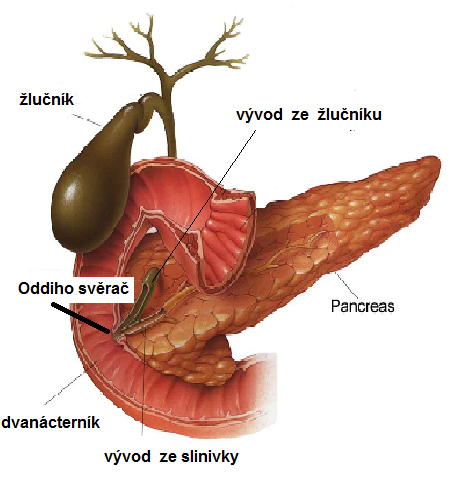 žlučník
vývod ze žlučníku
Oddiho svěrač
Pancreas
dvanácterník
vývod ze slinivky